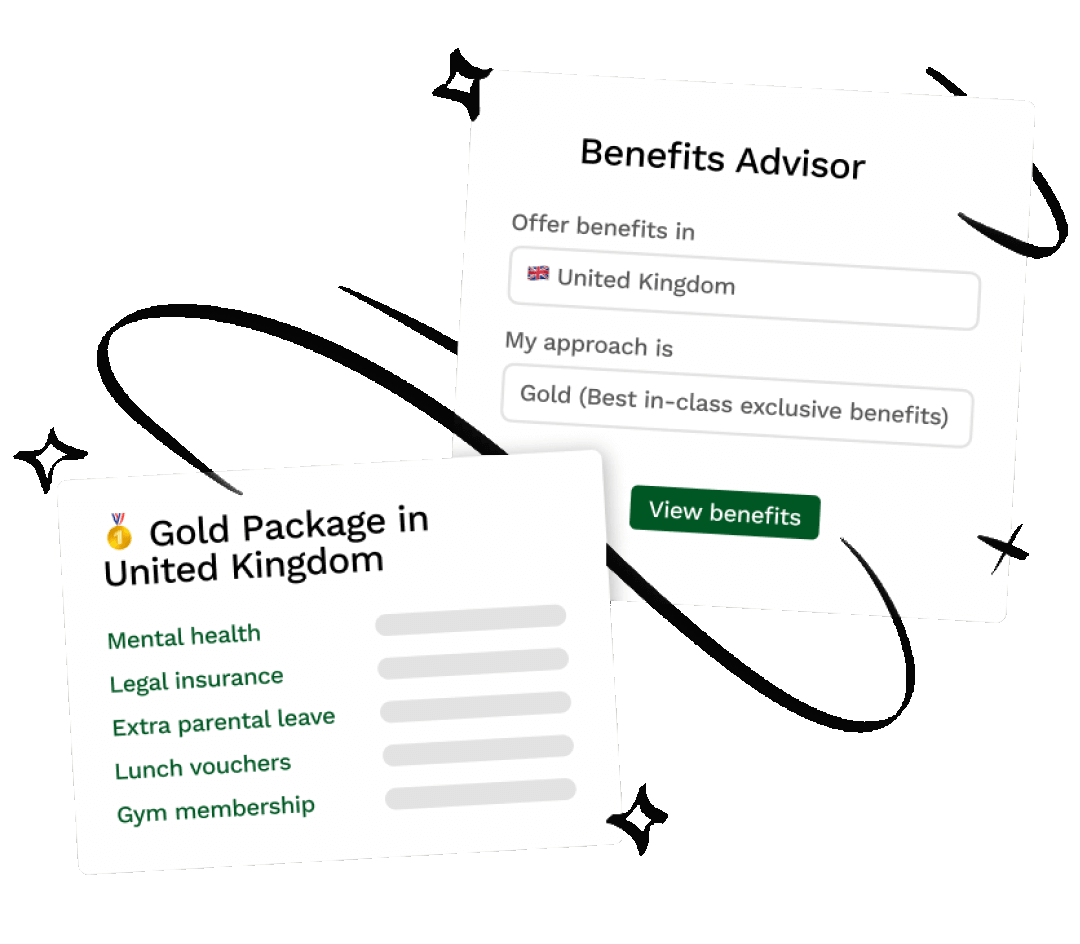 Benefits Advisor
Offer benefits in
🇬🇧 United Kingdom
My approach is
Gold (Best in-class exclusive benefits)
View benefits
🏅 Gold Package in
United Kingdom
Mental health
Legal insurance
Extra parental leave
Lunch vouchers
Gym membership